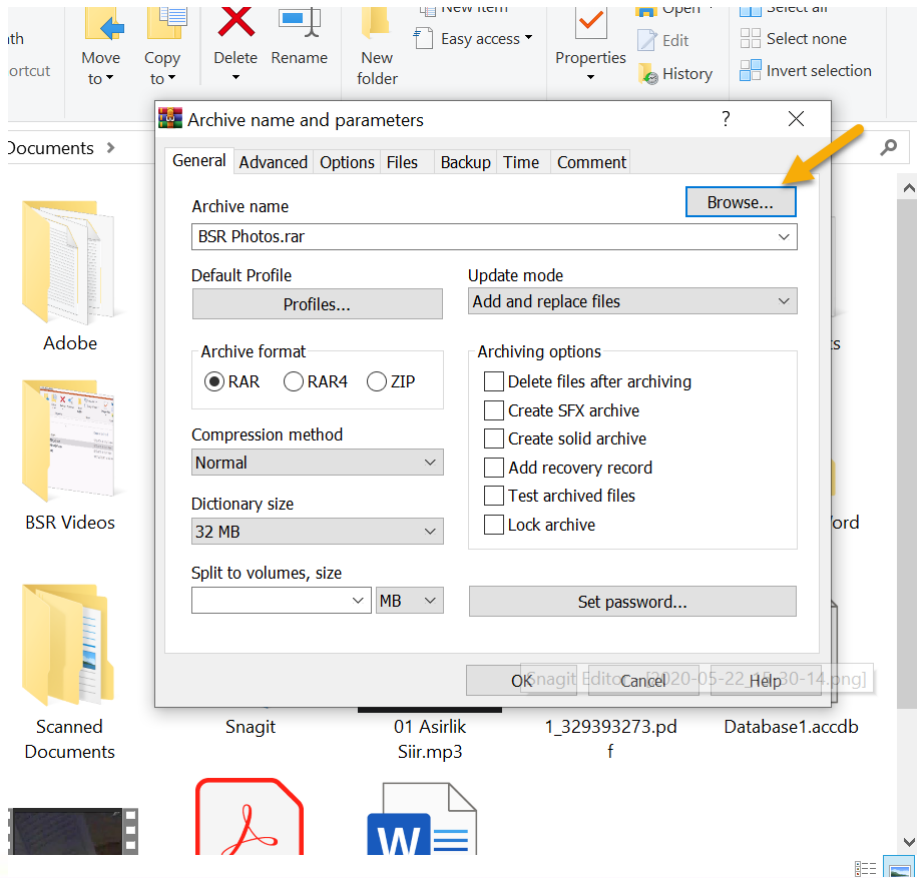 New item
Open
Select all
ath
Easy access
Edit
Select none
ortcut
Move
to
Copy
to
Delete
Rename
New
folder
Properties
History
Invert selection
Documents
Archive name and parameters
?
General
Advanced
Options
Files
Backup
Time
Comment
Archive name
Browse...
BSR Photos.rar
Default Profile
Update mode
Profiles...
Add and replace files
Archive format
Archiving options
RAR
RAR4
ZIP
Delete files after archiving
Create SFX archive
Compression method
Create solid archive
Normal
Add recovery record
Dictionary size
Test archived files
32 MB
Lock archive
Split to volumes, size
MB
Set password...
OK
Cancel
Help
Snagit Editor - [2020-05-22_15-30-14.png]
Adobe
ts
BSR Videos
ord
Scanned
Documents
Snagit
01 Asirlik
Siir.mp3
1_329393273.pd
f
Database1.accdb
W